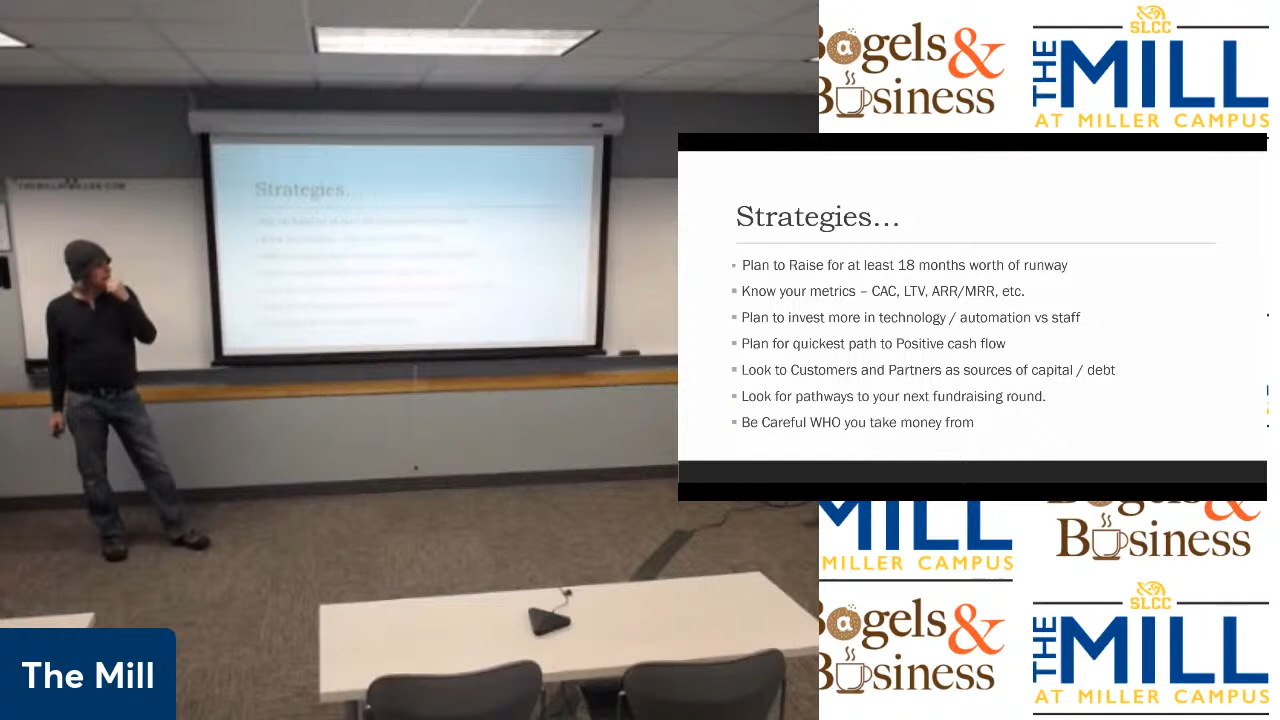 Bagels &
Business
SLCC
THE MILL
AT MILLER CAMPUS
Strategies...
Strategies...
Plan to Raise for at least 18 months worth of runway
Know your metrics – CAC, LTV, ARR/MRR, etc.
Plan to invest more in technology / automation vs staff
Plan for quickest path to Positive cash flow
Look to Customers and Partners as sources of capital / debt
Look for pathways to your next fundraising round.
Be Careful WHO you take money from
MILL
MILLER CAMPUS
Bagels &
Business
Bagels &
Business
SLCC
THE MILL
AT MILLER CAMPUS
The Mill